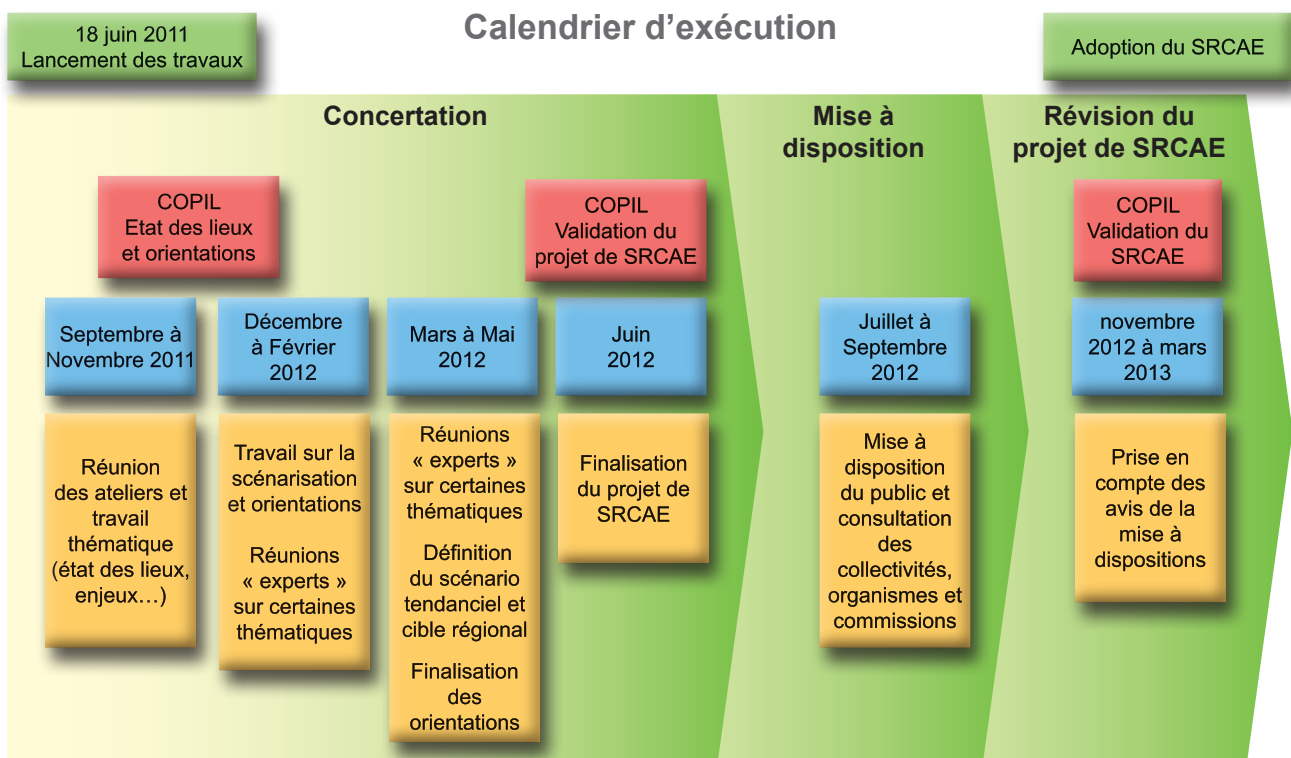 Calendrier d'exécution
18 juin 2011
Lancement des travaux
Adoption du SRCAE
Concertation
Mise à
disposition
Révision du
projet de SRCAE
COPIL
Etat des lieux
et orientations
COPIL
Validation du
projet de SRCAE
COPIL
Validation du
SRCAE
Septembre à
Novembre 2011
Décembre
à Février
2012
Mars à Mai
2012
Juin
2012
Juillet à
Septembre
2012
novembre
2012 à mars
2013
Réunion
des ateliers et
travail
thématique
(état des lieux,
enjeux…)
Travail sur la
scénarisation
et orientations
Réunions
« experts »
sur certaines
thématiques
Réunions
« experts »
sur certaines
thématiques
Définition
du scénario
tendanciel et
cible régional
Finalisation
des
orientations
Finalisation
du projet de
SRCAE
Mise à
disposition
du public et
consultation
des
collectivités,
organismes et
commissions
Prise en
compte des
avis de la
mise à
dispositions